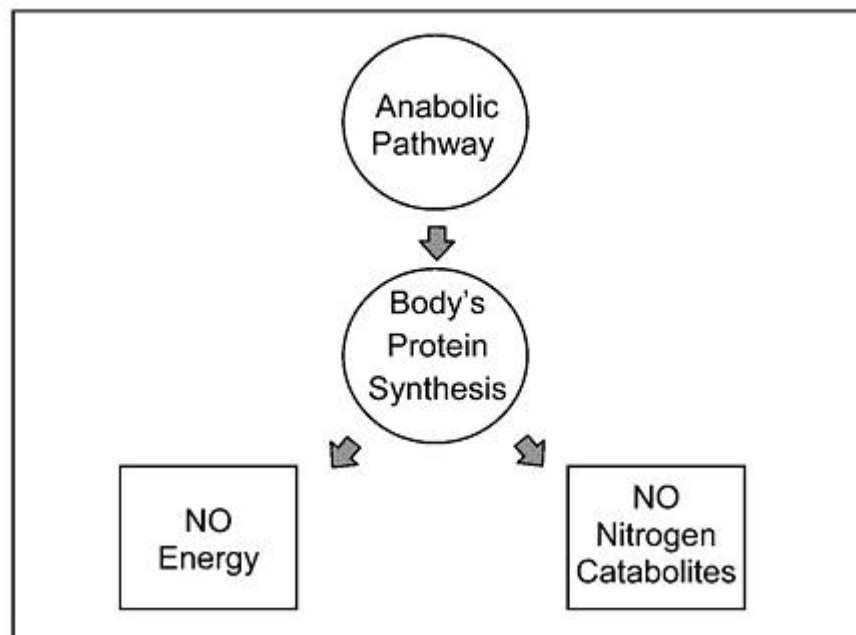 Anabolic
Pathway
Body's
Protein
Synthesis
NO
Energy
NO
Nitrogen
Catabolites